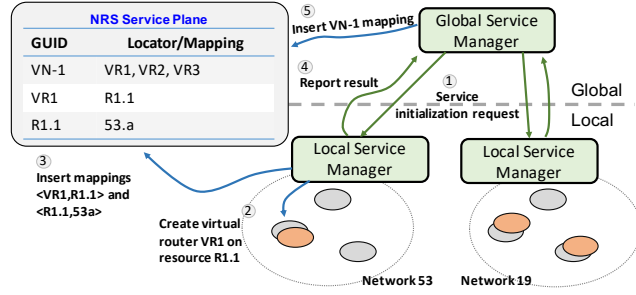 NRS Service Plane
GUID Locator/Mapping
VN-1 VR1, VR2, VR3
VR1 R1.1
R1.1 53.a
⑤
Insert VN-1 mapping
Global Service
Manager
④
Report result
①
Service
initialization request
Global
Local
Local Service
Manager
Local Service
Manager
③
Insert mappings
<VR1,R1.1> and
<R1.1,53a>
②
Create virtual
router VR1 on
resource R1.1
Network 53
Network 19